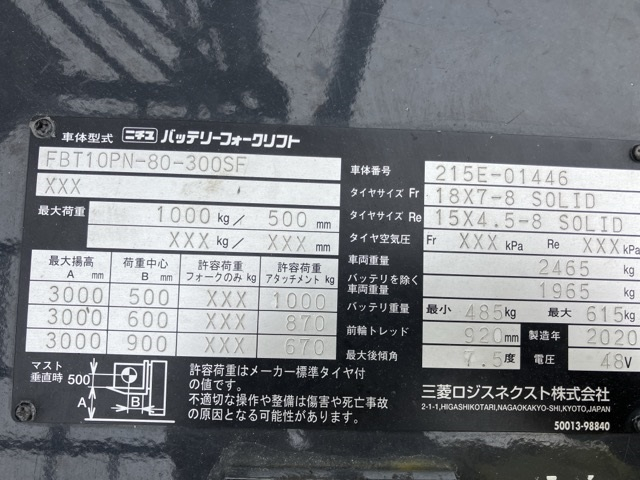 車体型式 ニチユ バッテリーフォークリフト
FBT10PN-80-300SF
XXX
最大荷重 1000 kg／ 500 mm
XXX kg／ XXX mm
最大揚高 A mm 荷重中心 B mm 許容荷重 フォークのみ kg 許容荷重 アタッチメント kg
3000 500 XXX 1000
3000 600 XXX 870
3000 900 XXX 670
マスト垂直時 500 A B
許容荷重はメーカー標準タイヤ付
の値です。
不適切な操作や整備は傷害や死亡事故
の原因となる可能性があります。
車体番号 215E-01446
タイヤサイズ Fr 18X7-8 SOLID
タイヤサイズ Re 15X4.5-8 SOLID
タイヤ空気圧 Fr XXX kPa Re XXX kPa
車両重量 2465 kg
バッテリを除く車両重量 1965 kg
バッテリ重量 最小 485kg 最大 615kg
前輪トレッド 920mm 製造年 2020
最大後傾角 7.5度 電圧 48V
三菱ロジスネクスト株式会社
2-1-1,HIGASHIKOTARI,NAGAOKAKYO-SHI,KYOTO,JAPAN
50013-98840